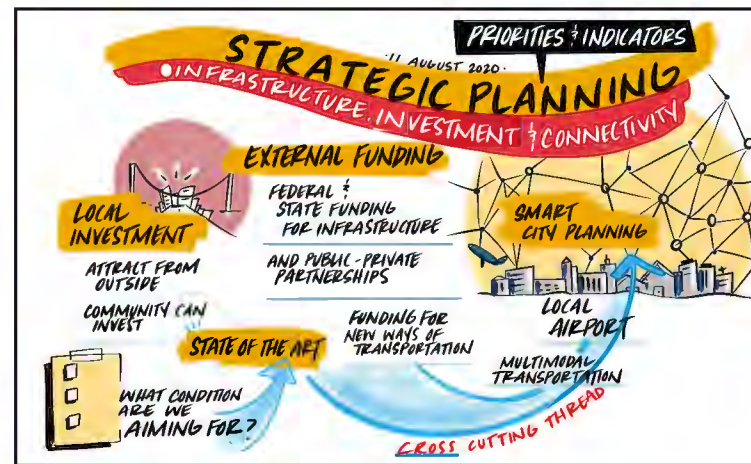 PRIORITIES & INDICATORS
·11 AUGUST 2020·
STRATEGIC PLANNING
INFRASTRUCTURE, INVESTMENT & CONNECTIVITY
LOCAL
INVESTMENT
ATTRACT FROM
OUTSIDE
COMMUNITY CAN
INVEST
EXTERNAL FUNDING
FEDERAL &
STATE FUNDING
FOR INFRASTRUCTURE
AND PUBLIC-PRIVATE
PARTNERSHIPS
FUNDING FOR
NEW WAYS OF
TRANSPORTATION
SMART
CITY PLANNING
LOCAL
AIRPORT
MULTIMODAL
TRANSPORTATION
STATE OF THE ART
WHAT CONDITION
ARE WE
AIMING FOR?
CROSS CUTTING THREAD